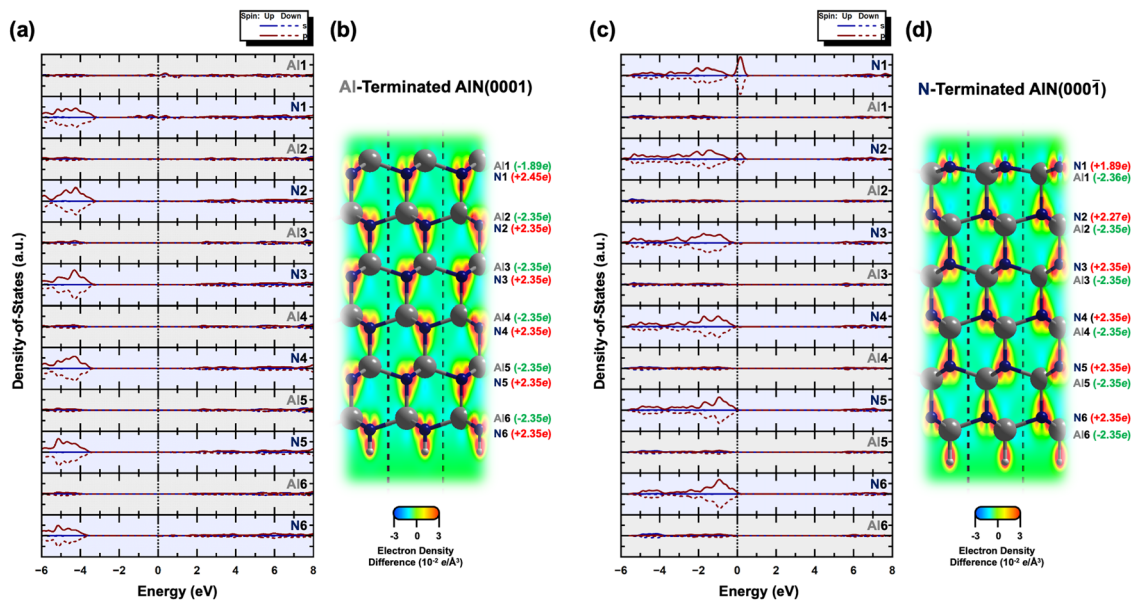 (a)
Spin: Up Down
s
p
Al1
N1
Al2
N2
Al3
N3
Al4
N4
Al5
N5
Al6
N6
Density-of-States (a.u.)
−6 −4 −2 0 2 4 6 8
Energy (eV)
(b)
Al-Terminated AlN(0001)
Al1 (-1.89e)
N1 (+2.45e)
Al2 (-2.35e)
N2 (+2.35e)
Al3 (-2.35e)
N3 (+2.35e)
Al4 (-2.35e)
N4 (+2.35e)
Al5 (-2.35e)
N5 (+2.35e)
Al6 (-2.35e)
N6 (+2.35e)
-3 3
Electron Density
Difference (10⁻² e/Å³)
(c)
Spin: Up Down
s
p
N1
Al1
N2
Al2
N3
Al3
N4
Al4
N5
Al5
N6
Al6
Density-of-States (a.u.)
−6 −4 −2 0 2 4 6 8
Energy (eV)
(d)
N-Terminated AlN(0001̄)
N1 (+1.89e)
Al1 (-2.36e)
N2 (+2.27e)
Al2 (-2.35e)
N3 (+2.35e)
Al3 (-2.35e)
N4 (+2.35e)
Al4 (-2.35e)
N5 (+2.35e)
Al5 (-2.35e)
N6 (+2.35e)
Al6 (-2.35e)
-3 3
Electron Density
Difference (10⁻² e/Å³)